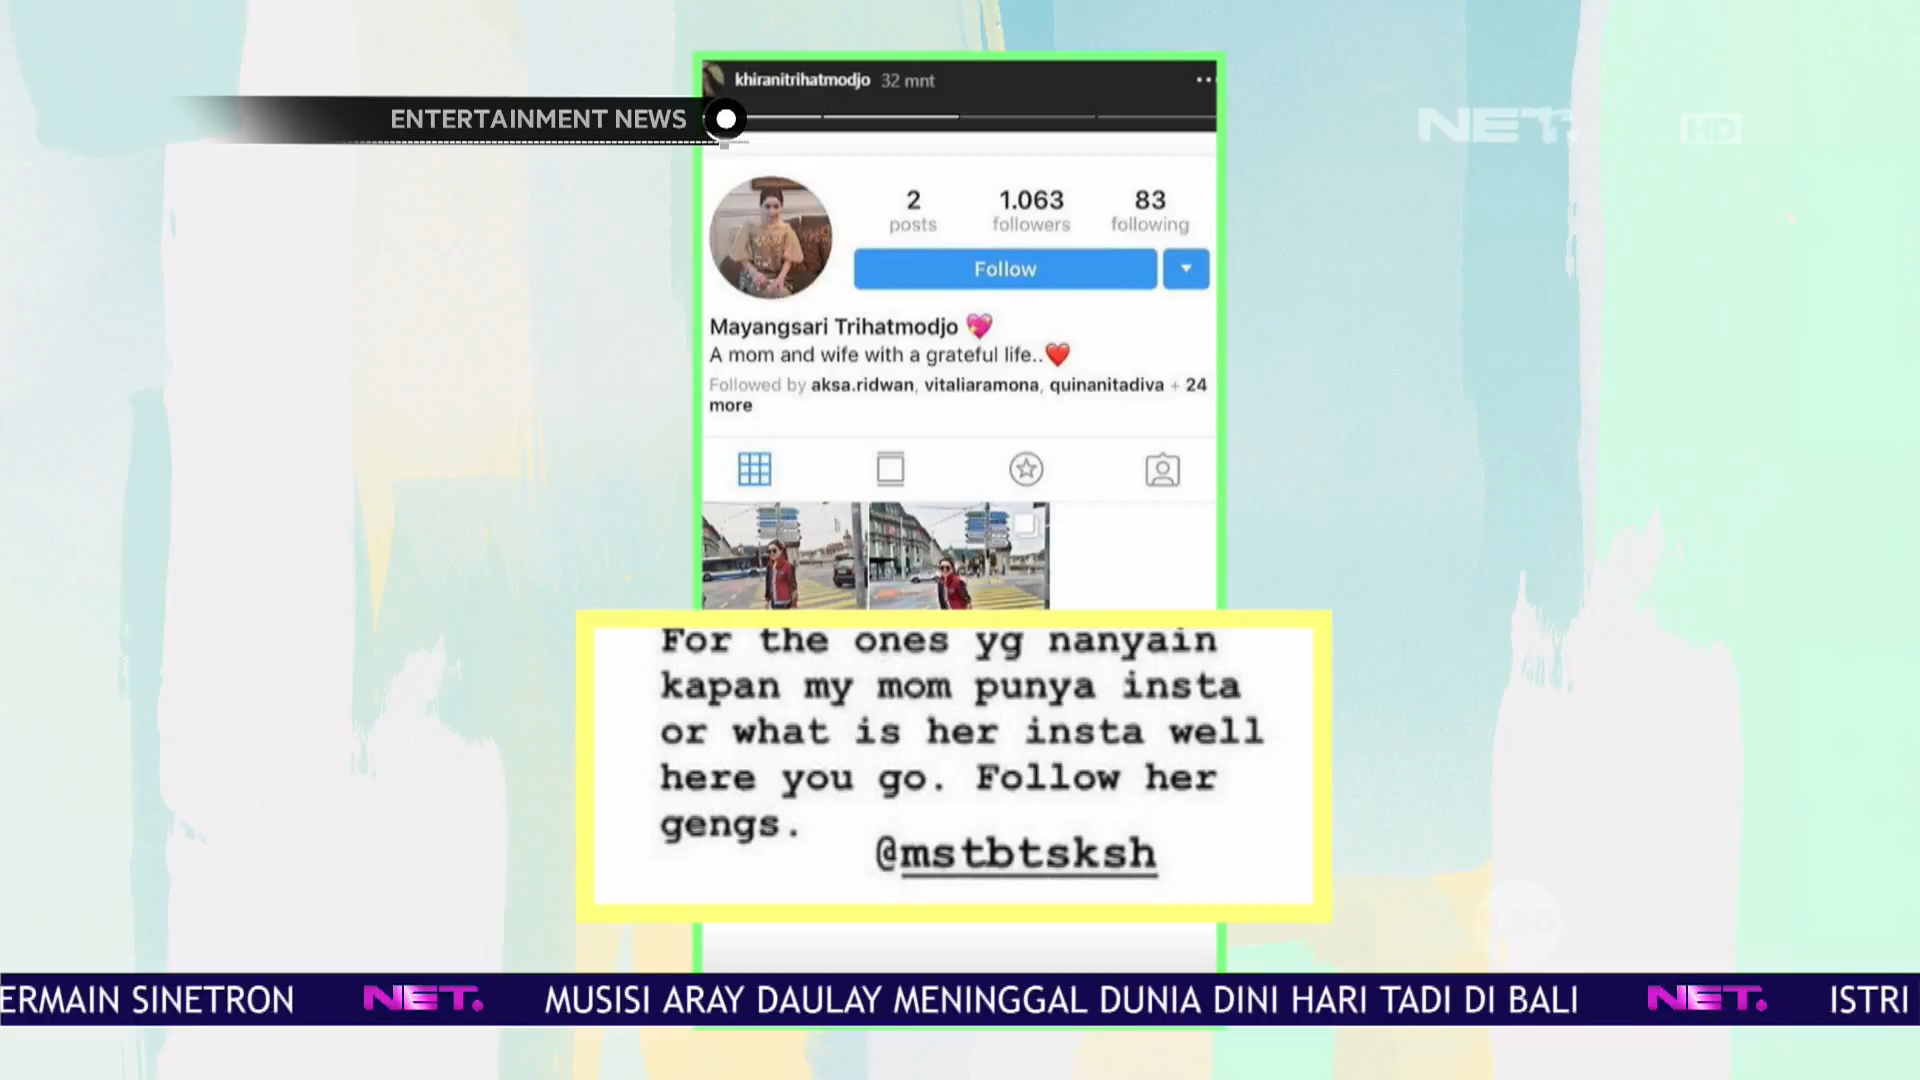 khiranitrihatmodjo 32 mnt
ENTERTAINMENT NEWS
NET.
HD
2 1.063 83
posts followers following
Follow
Mayangsari Trihatmodjo 💖
A mom and wife with a grateful life..❤️
Followed by aksa.ridwan, vitaliaramona, quinanitadiva + 24
more
For the ones yg nanyain
kapan my mom punya insta
or what is her insta well
here you go. Follow her
gengs.
@mstbtsksh
ERMAIN SINETRON NET. MUSISI ARAY DAULAY MENINGGAL DUNIA DINI HARI TADI DI BALI NET. ISTRI